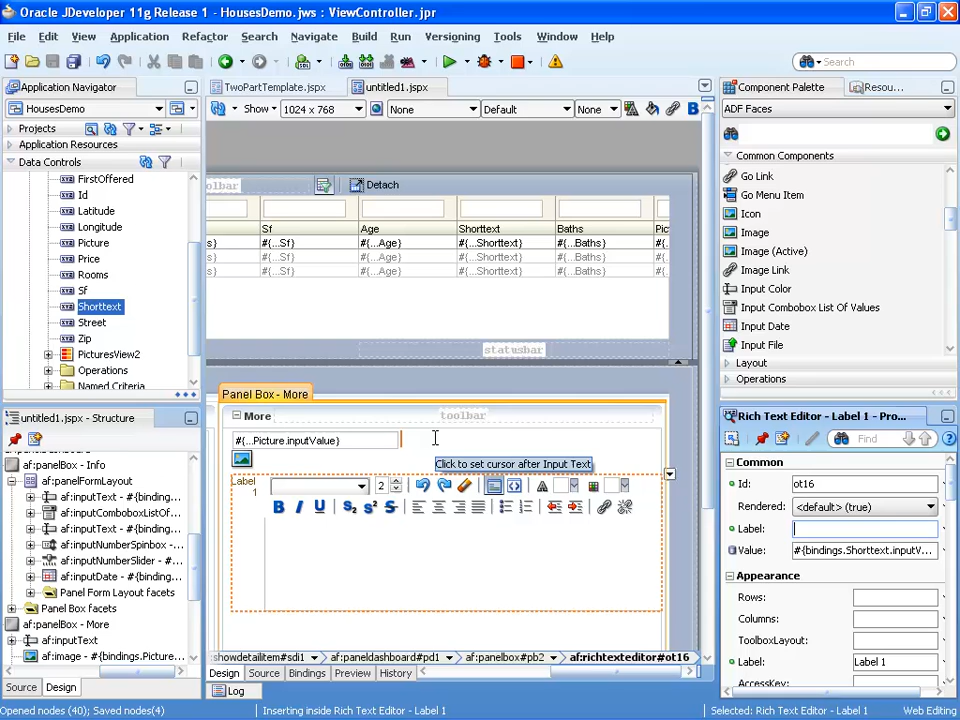 Oracle JDeveloper 11g Release 1 - HousesDemo.jws : ViewController.jpr
File Edit View Application Refactor Search Navigate Build Run Versioning Tools Window Help
Search
Application Navigator
HousesDemo
Projects
Application Resources
Data Controls
FirstOffered
Id
Latitude
Longitude
Picture
Price
Rooms
Sf
Shorttext
Street
Zip
PicturesView2
Operations
Named Criteria
untitled1.jspx - Structure
af:panelBox - Info
af:panelFormLayout
af:inputText - #{binding...
af:inputComboboxListOf...
af:inputText - #{binding...
af:inputNumberSpinbox -...
af:inputNumberSlider - #...
af:inputDate - #{binding...
Panel Form Layout facets
Panel Box facets
af:panelBox - More
af:inputText
af:image - #{bindings.Picture...
Source Design
TwoPartTemplate.jspx untitled1.jspx
Show 1024 x 768 None Default None
olbar Detach
Sf Age Shorttext Baths Pic
#{...Sf} #{...Age} #{...Shorttext} #{...Baths} #{...
#{...Sf} #{...Age} #{...Shorttext} #{...Baths} #{...
#{...Sf} #{...Age} #{...Shorttext} #{...Baths} #{...
statusbar
Panel Box - More
More toolbar
#{...Picture.inputValue}
Click to set cursor after Input Text
Label 2
1
B I U S2 S2 S
:showdetailitem#sdi1 af:paneldashboard#pd1 af:panelbox#pb2 af:richtexteditor#ot16
Design Source Bindings Preview History
Log
Component Palette Resou...
ADF Faces
Common Components
Go Link
Go Menu Item
Icon
Image
Image (Active)
Image Link
Input Color
Input Combobox List Of Values
Input Date
Input File
Layout
Operations
Rich Text Editor - Label 1 - Pro...
Find
Common
Id: ot16
Rendered: <default> (true)
Label:
Value: #{bindings.Shorttext.inputV...
Appearance
Rows:
Columns:
ToolboxLayout:
Label: Label 1
AccessKey:
Opened nodes (40); Saved nodes(4) Inserting inside Rich Text Editor - Label 1 Selected: Rich Text Editor - Label 1 Web Editing